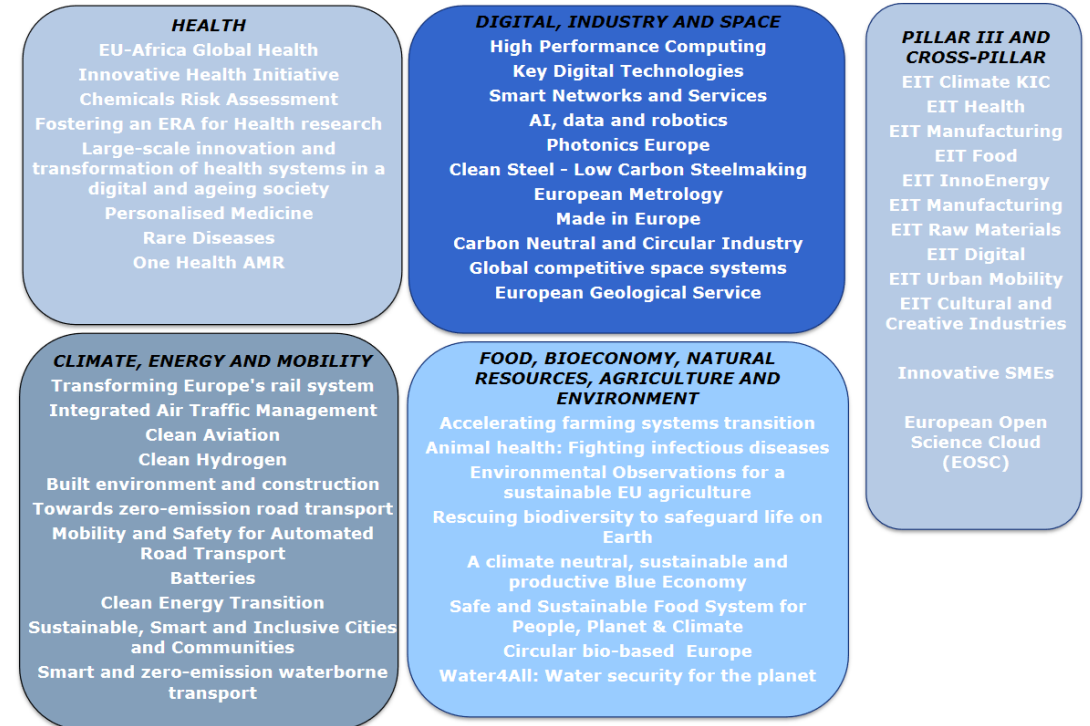 HEALTH
EU-Africa Global Health
Innovative Health Initiative
Chemicals Risk Assessment
Fostering an ERA for Health research
Large-scale innovation and
transformation of health systems in a
digital and ageing society
Personalised Medicine
Rare Diseases
One Health AMR
DIGITAL, INDUSTRY AND SPACE
High Performance Computing
Key Digital Technologies
Smart Networks and Services
AI, data and robotics
Photonics Europe
Clean Steel - Low Carbon Steelmaking
European Metrology
Made in Europe
Carbon Neutral and Circular Industry
Global competitive space systems
European Geological Service
PILLAR III AND
CROSS-PILLAR
EIT Climate KIC
EIT Health
EIT Manufacturing
EIT Food
EIT InnoEnergy
EIT Manufacturing
EIT Raw Materials
EIT Digital
EIT Urban Mobility
EIT Cultural and
Creative Industries
Innovative SMEs
European Open
Science Cloud
(EOSC)
CLIMATE, ENERGY AND MOBILITY
Transforming Europe's rail system
Integrated Air Traffic Management
Clean Aviation
Clean Hydrogen
Built environment and construction
Towards zero-emission road transport
Mobility and Safety for Automated
Road Transport
Batteries
Clean Energy Transition
Sustainable, Smart and Inclusive Cities
and Communities
Smart and zero-emission waterborne
transport
FOOD, BIOECONOMY, NATURAL
RESOURCES, AGRICULTURE AND
ENVIRONMENT
Accelerating farming systems transition
Animal health: Fighting infectious diseases
Environmental Observations for a
sustainable EU agriculture
Rescuing biodiversity to safeguard life on
Earth
A climate neutral, sustainable and
productive Blue Economy
Safe and Sustainable Food System for
People, Planet & Climate
Circular bio-based  Europe
Water4All: Water security for the planet